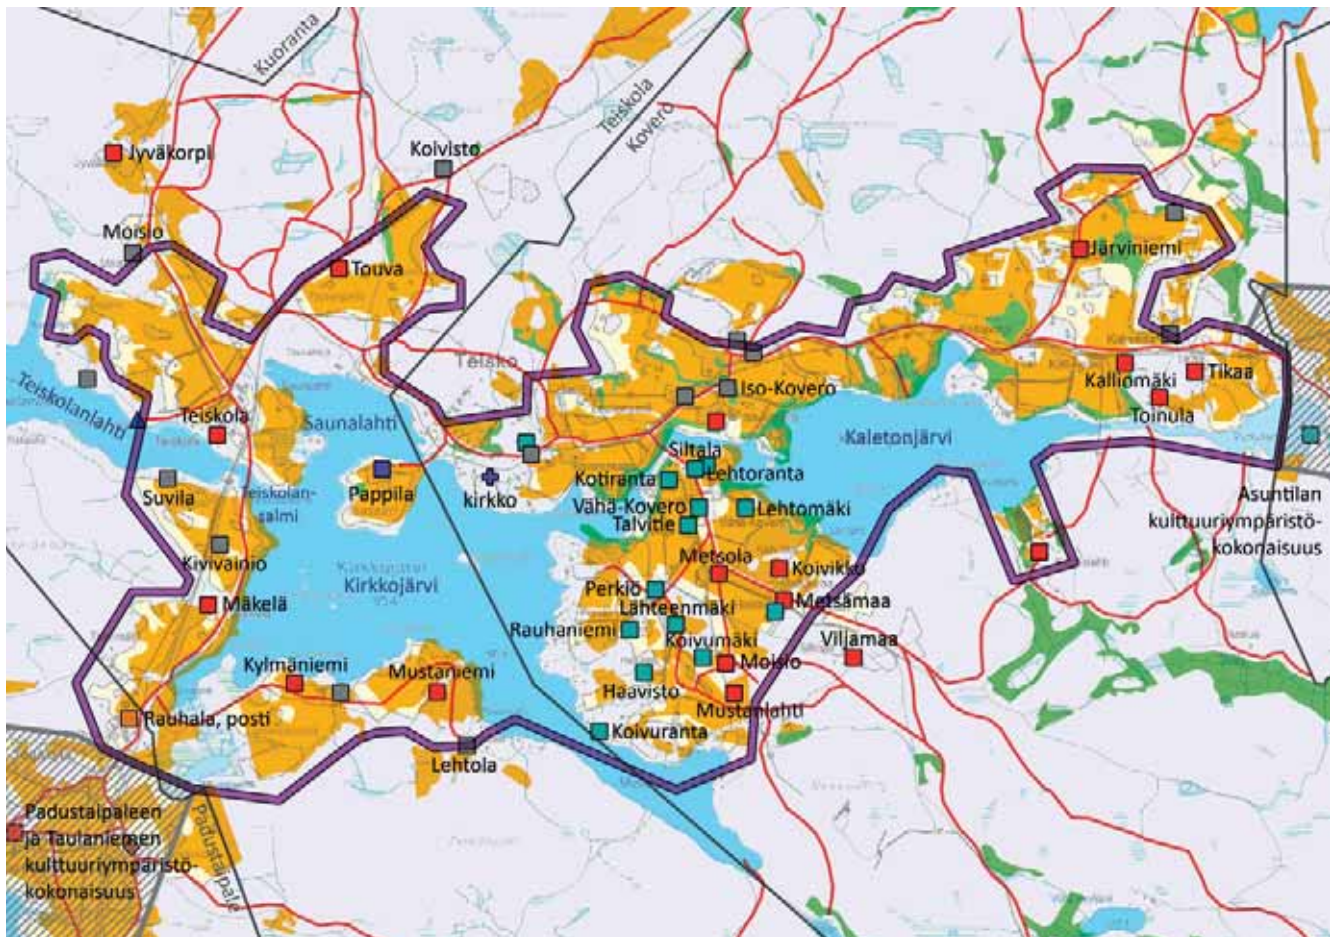 Kuoranta
Teiskola
Kovero
Jyväkorpi
Koivisto
Moisio
Touva
Järviniemi
Teisko
Teiskolanlahti
Teiskola
Saunalahti
Iso-Kovero
Kaletonjärvi
Kalliomäki
Tikaa
Toinula
Siltala
Lehtoranta
Kotiranta
Suvila
Teiskolan-
salmi
Pappila
kirkko
Vähä-Kovero
Lehtomäki
Talvitie
Asuntilan
kulttuuriympäristö-
kokonaisuus
Kivivainio
Kirkkojärvi
Metsola
Koivikko
Mäkelä
Perkiö
Lähteenmäki
Metsämaa
Rauhaniemi
Koivumäki
Viljamaa
Kylmäniemi
Mustaniemi
Moisio
Haavisto
Mustanlahti
Rauhala, posti
Koivuranta
Lehtola
Padustaipaleen
ja Taulaniemen
kulttuuriympäristö-
kokonaisuus
Padustaipale